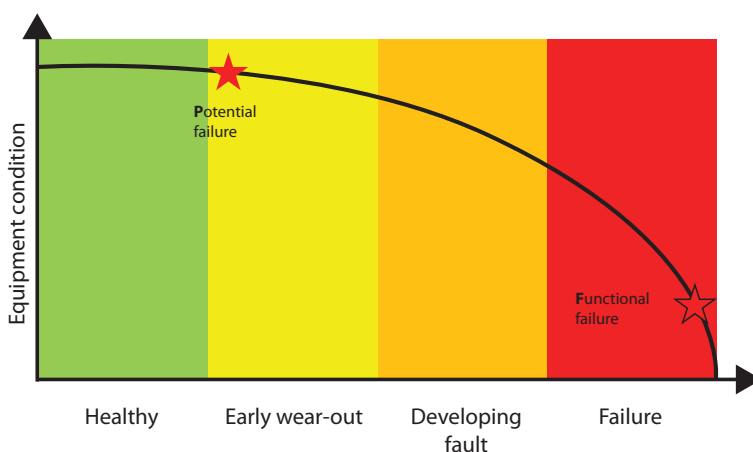 Equipment condition
Potential
failure
Functional
failure
Healthy
Early wear-out
Developing
fault
Failure